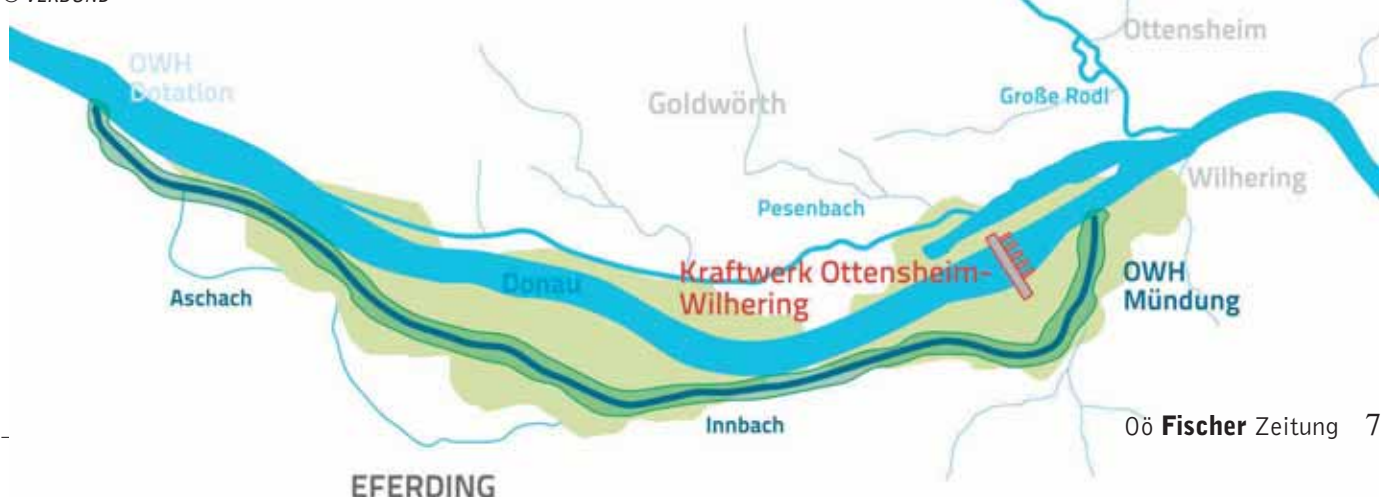 © VERBUND
Ottensheim
OWH
Dotation
Große Rodl
Goldwörth
Wilhering
Pesenbach
Kraftwerk Ottensheim-
Wilhering
OWH
Mündung
Donau
Aschach
Innbach
Oö Fischer Zeitung 7
EFERDING